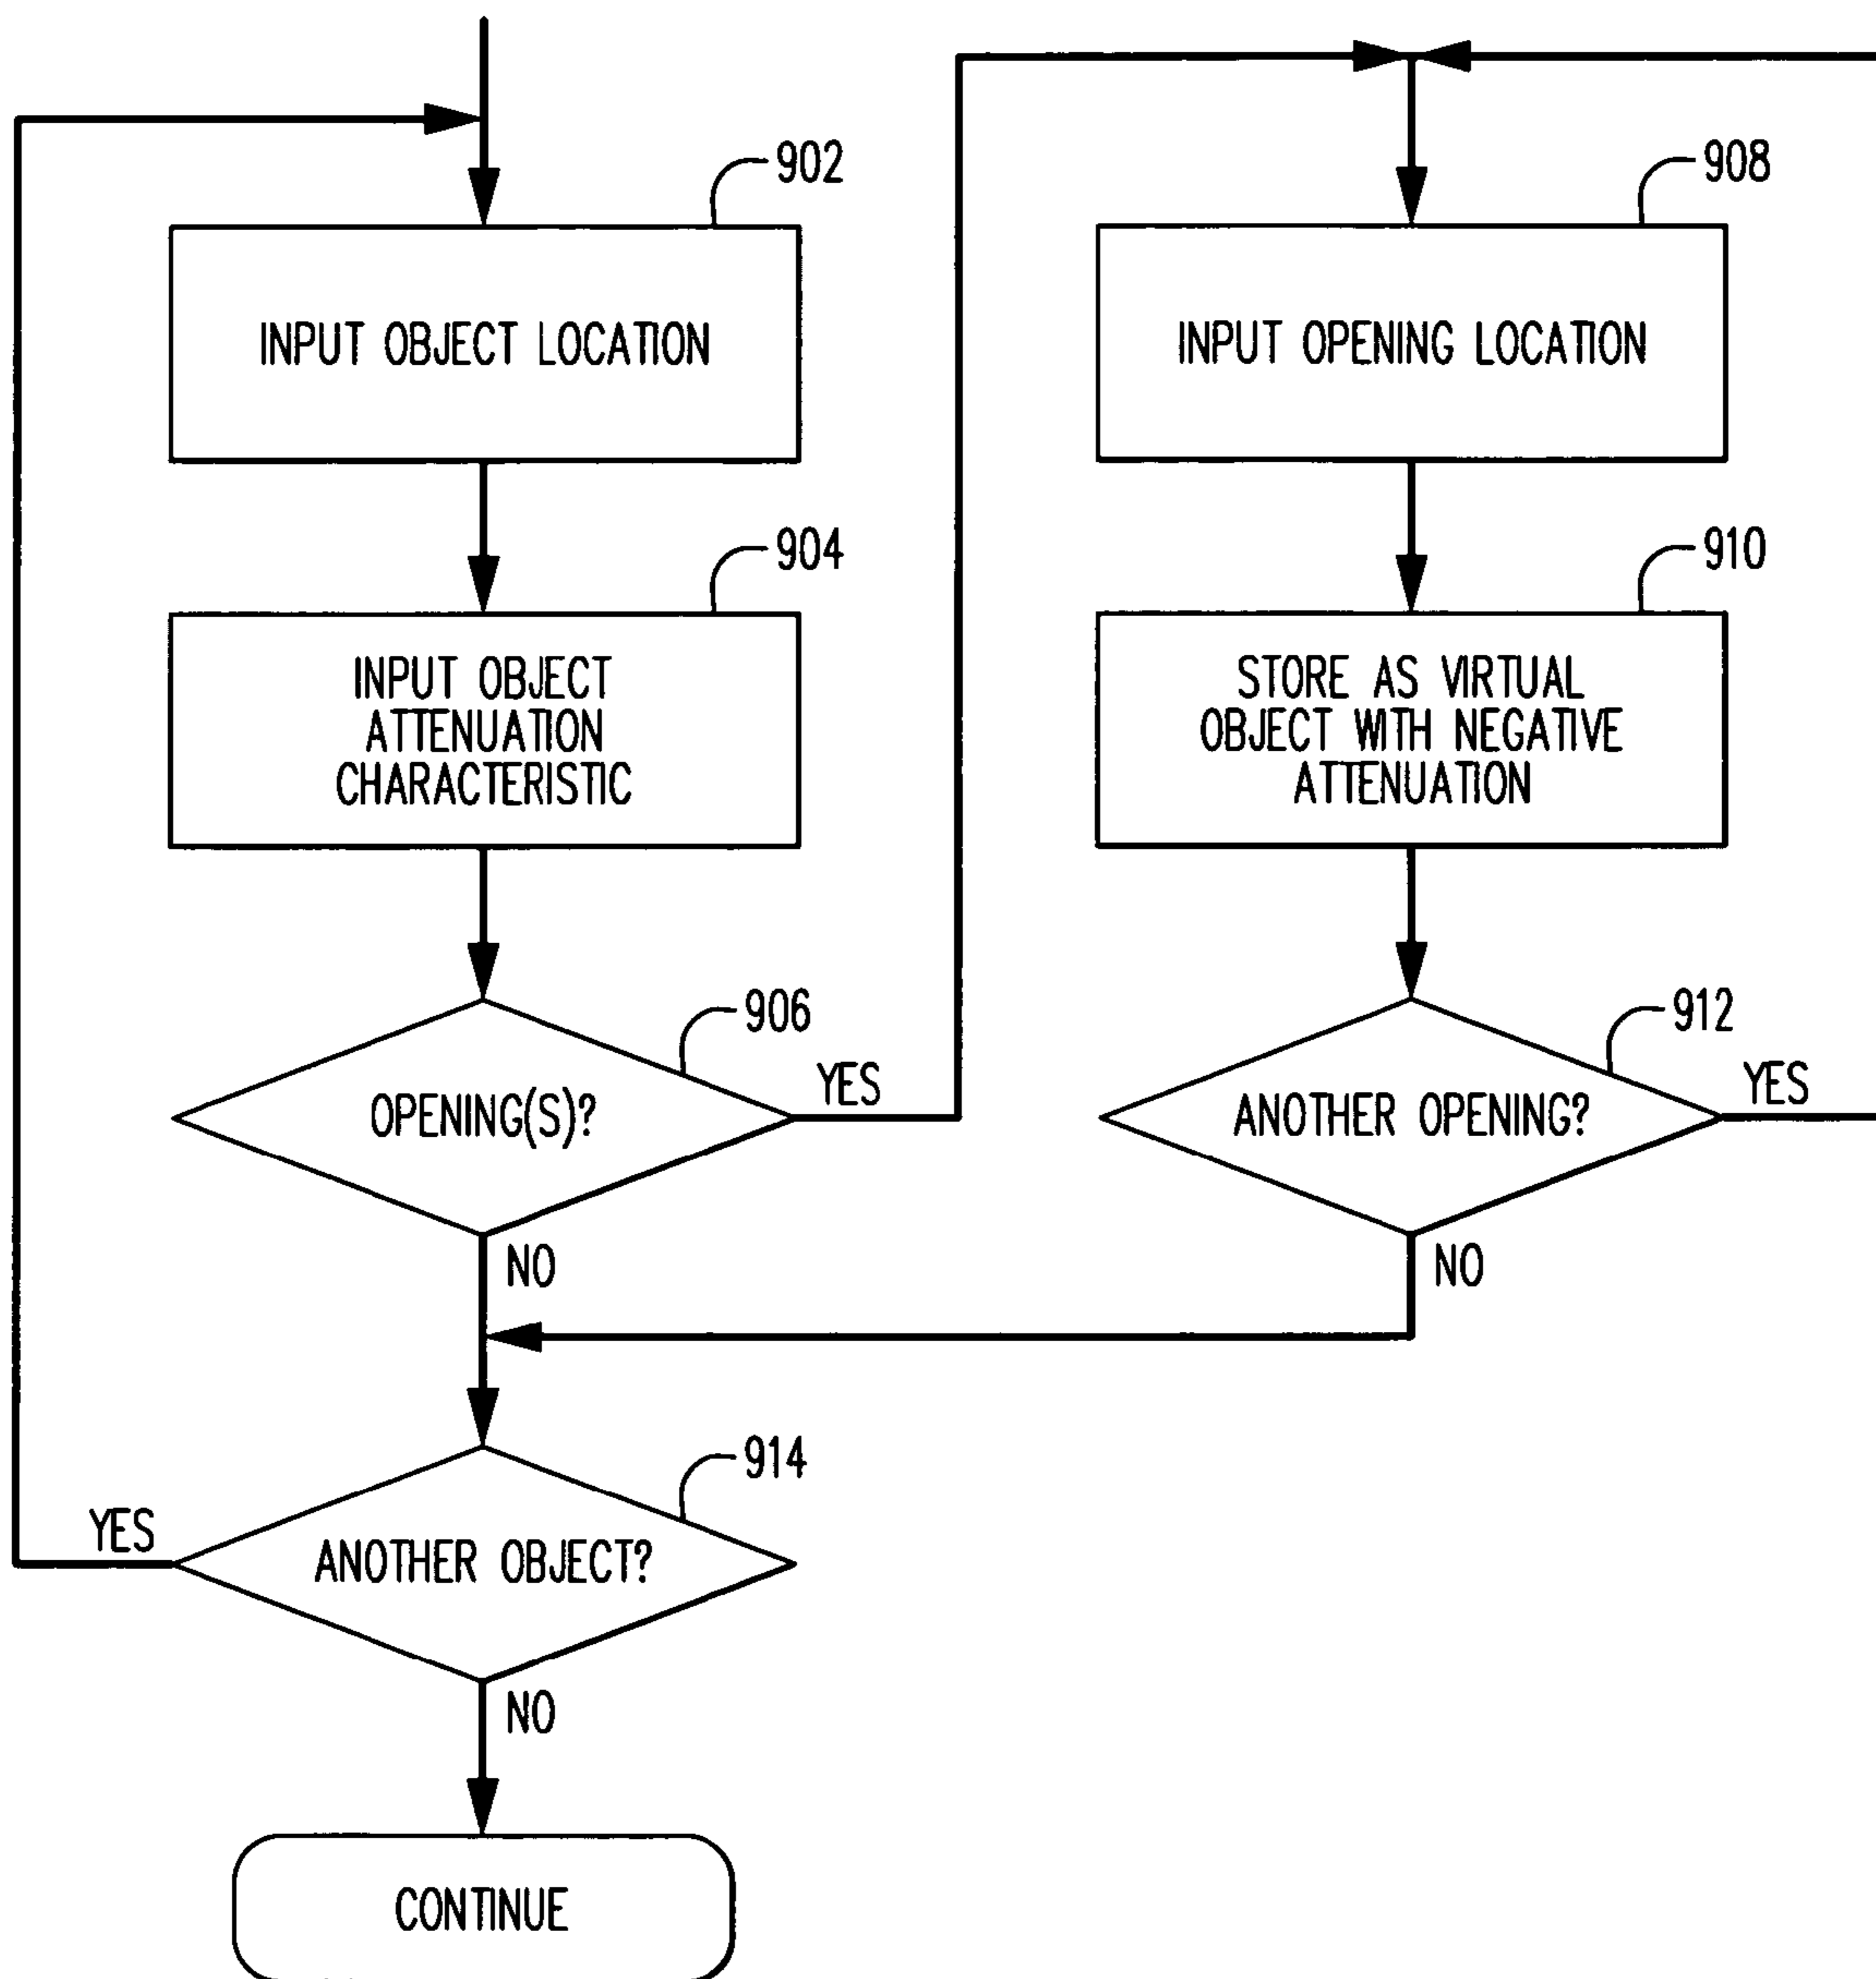 902
INPUT OBJECT LOCATION
904
INPUT OBJECT
ATTENUATION
CHARACTERISTIC
906
OPENING(S)?
YES
NO
908
INPUT OPENING LOCATION
910
STORE AS VIRTUAL
OBJECT WITH NEGATIVE
ATTENUATION
912
ANOTHER OPENING?
YES
NO
914
ANOTHER OBJECT?
YES
NO
CONTINUE